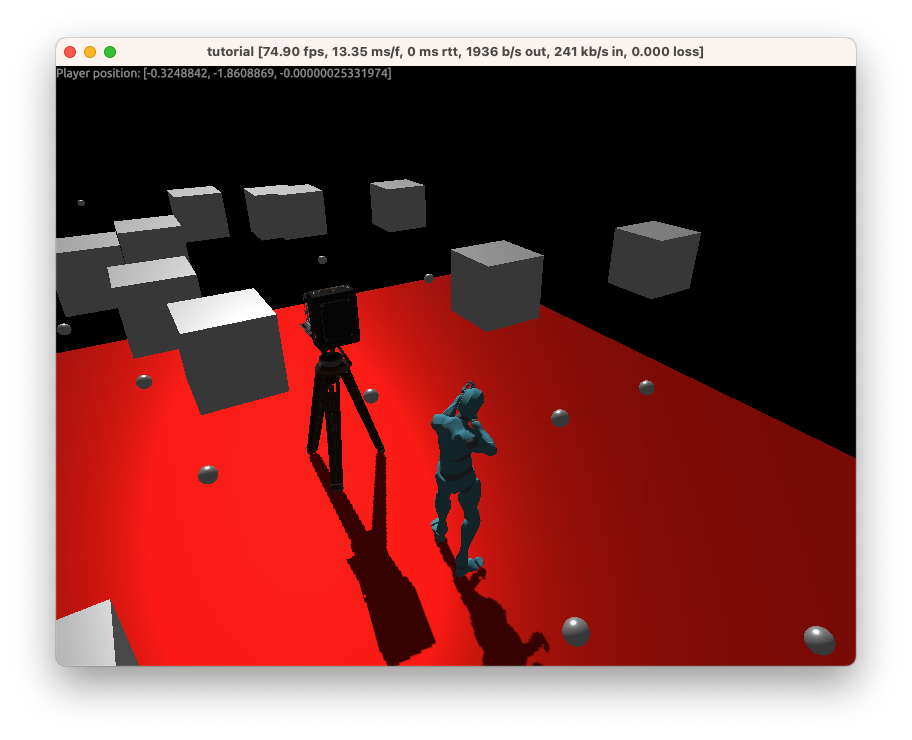 tutorial [74.90 fps, 13.35 ms/f, 0 ms rtt, 1936 b/s out, 241 kb/s in, 0.000 loss]
Player position: [-0.3248842, -1.8608869, -0.00000025331974]